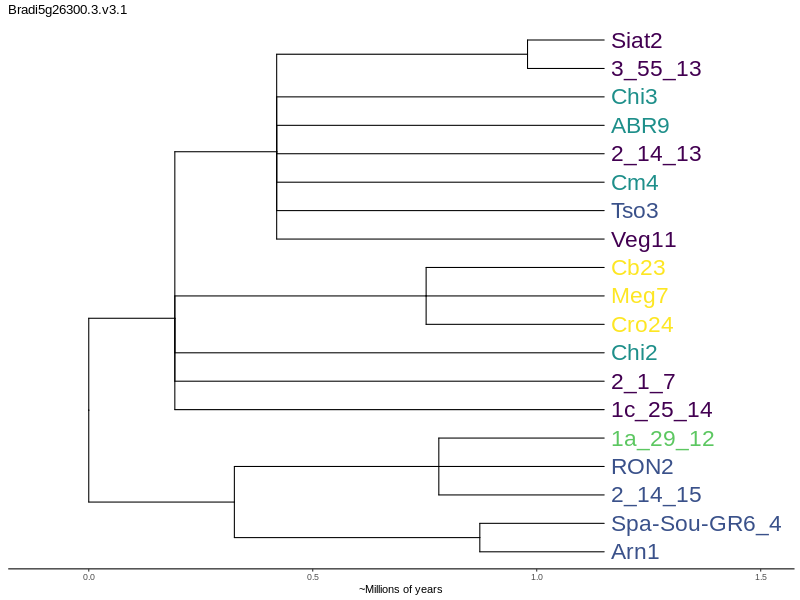 Bradi5g26300.3.v3.1
Siat2
3_55_13
Chi3
ABR9
2_14_13
Cm4
Tso3
Veg11
Cb23
Meg7
Cro24
Chi2
2_1_7
1c_25_14
1a_29_12
RON2
2_14_15
Spa-Sou-GR6_4
Arn1
0.0 0.5 1.0 1.5
~Millions of years